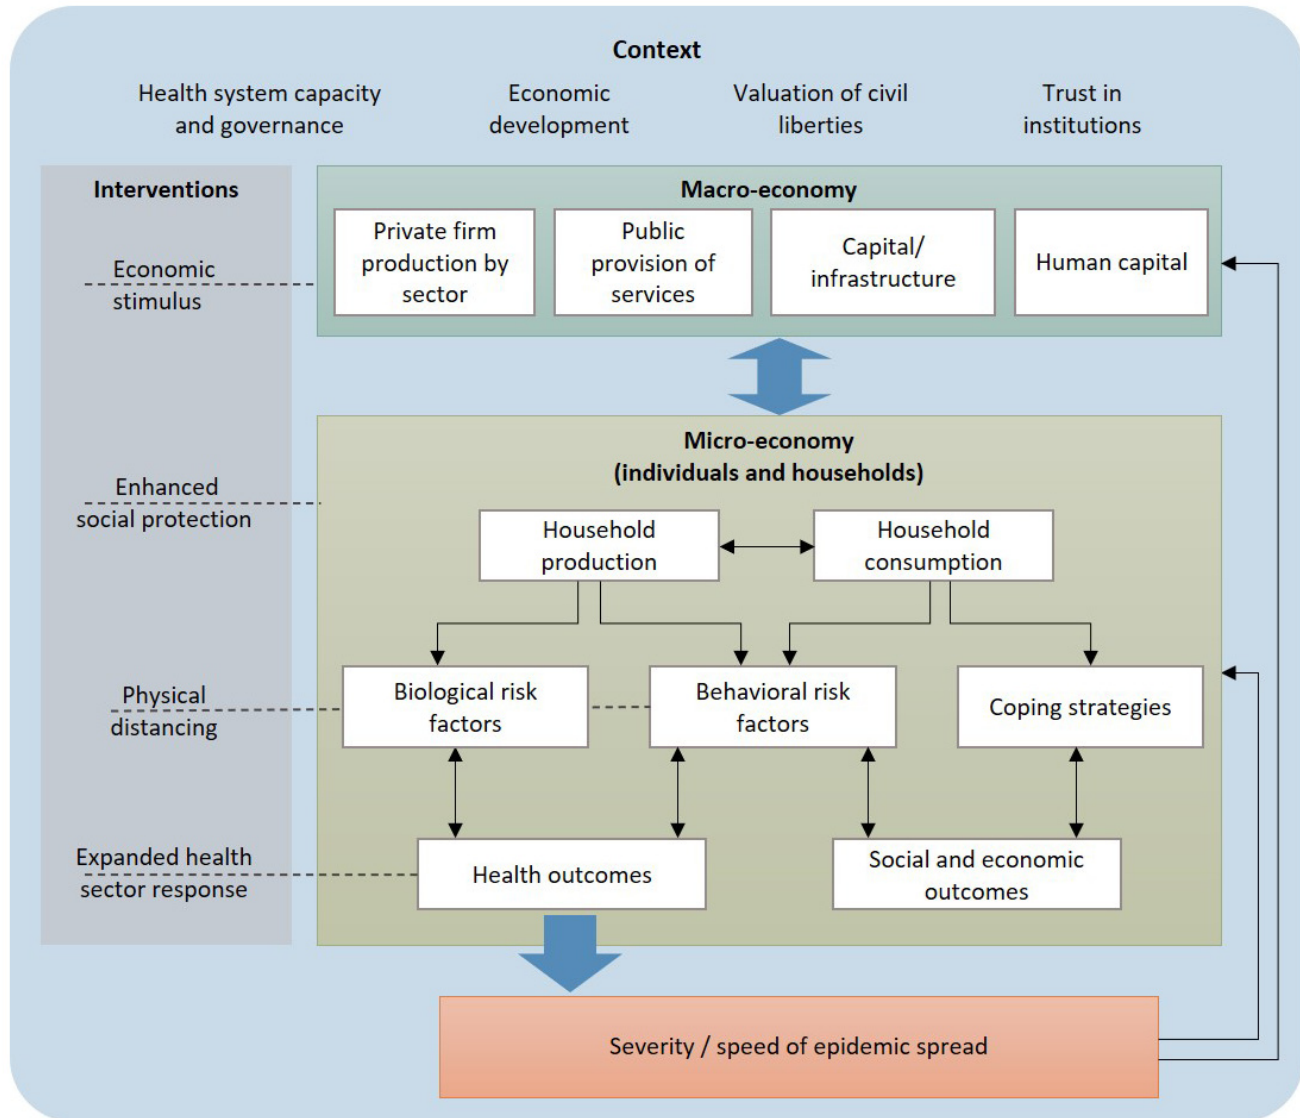 Context
Health system capacity
and governance
Economic
development
Valuation of civil
liberties
Trust in
institutions
Interventions
Economic
stimulus
Enhanced
social protection
Physical
distancing
Expanded health
sector response
Macro-economy
Private firm
production by
sector
Public
provision of
services
Capital/
infrastructure
Human capital
Micro-economy
(individuals and households)
Household
production
Household
consumption
Biological risk
factors
Behavioral risk
factors
Coping strategies
Health outcomes
Social and economic
outcomes
Severity / speed of epidemic spread